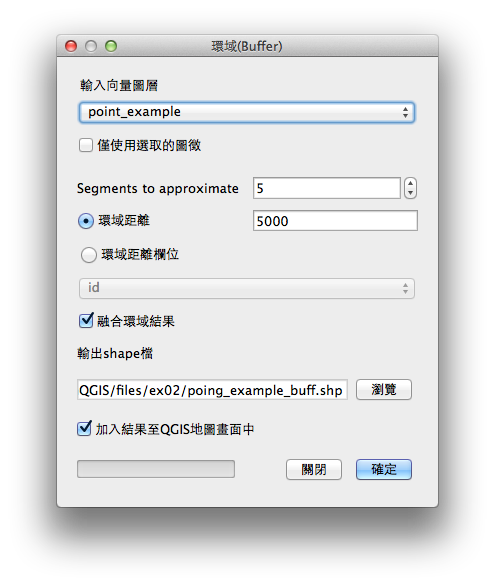 環域(Buffer)
輸入向量圖層
point_example
僅使用選取的圖徵
Segments to approximate 5
環域距離 5000
環域距離欄位
id
融合環域結果
輸出shape檔
QGIS/files/ex02/poing_example_buff.shp 瀏覽
加入結果至QGIS地圖畫面中
關閉 確定